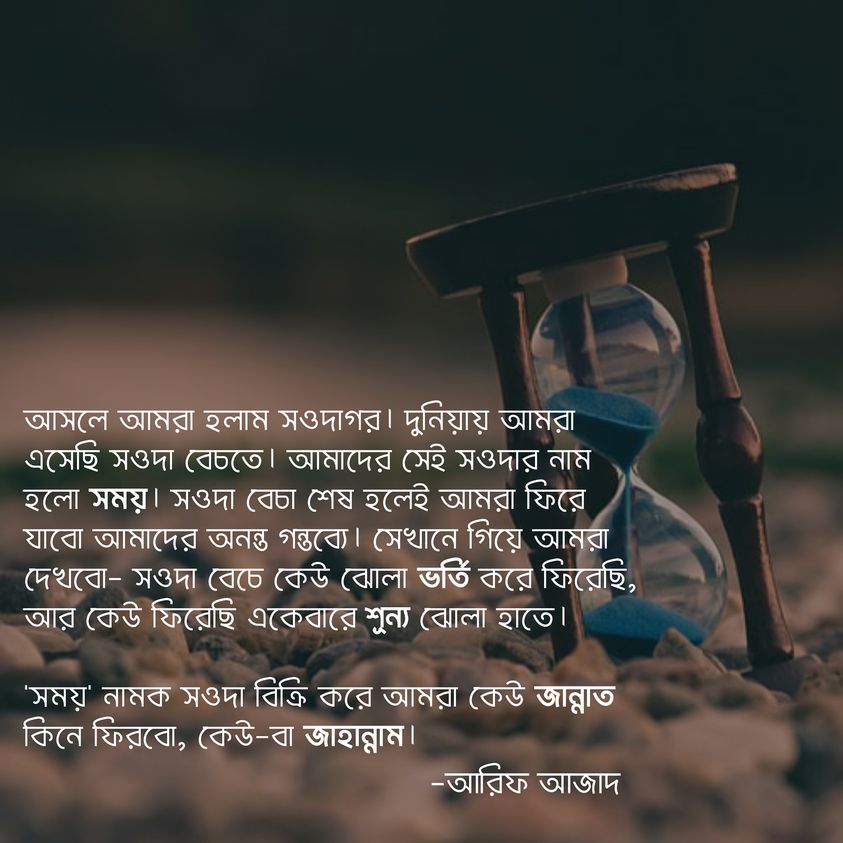 আসলে আমরা হলাম সওদাগর। দুনিয়ায় আমরা
এসেছি সওদা বেচতে। আমাদের সেই সওদার নাম
হলো সময়। সওদা বেচা শেষ হলেই আমরা ফিরে
যাবো আমাদের অনন্ত গন্তব্যে। সেখানে গিয়ে আমরা
দেখবো- সওদা বেচে কেউ ঝোলা ভর্তি করে ফিরেছি,
আর কেউ ফিরেছি একেবারে শূন্য ঝোলা হাতে।
'সময়' নামক সওদা বিক্রি করে আমরা কেউ জান্নাত
কিনে ফিরবো, কেউ-বা জাহান্নাম।
-আরিফ আজাদ